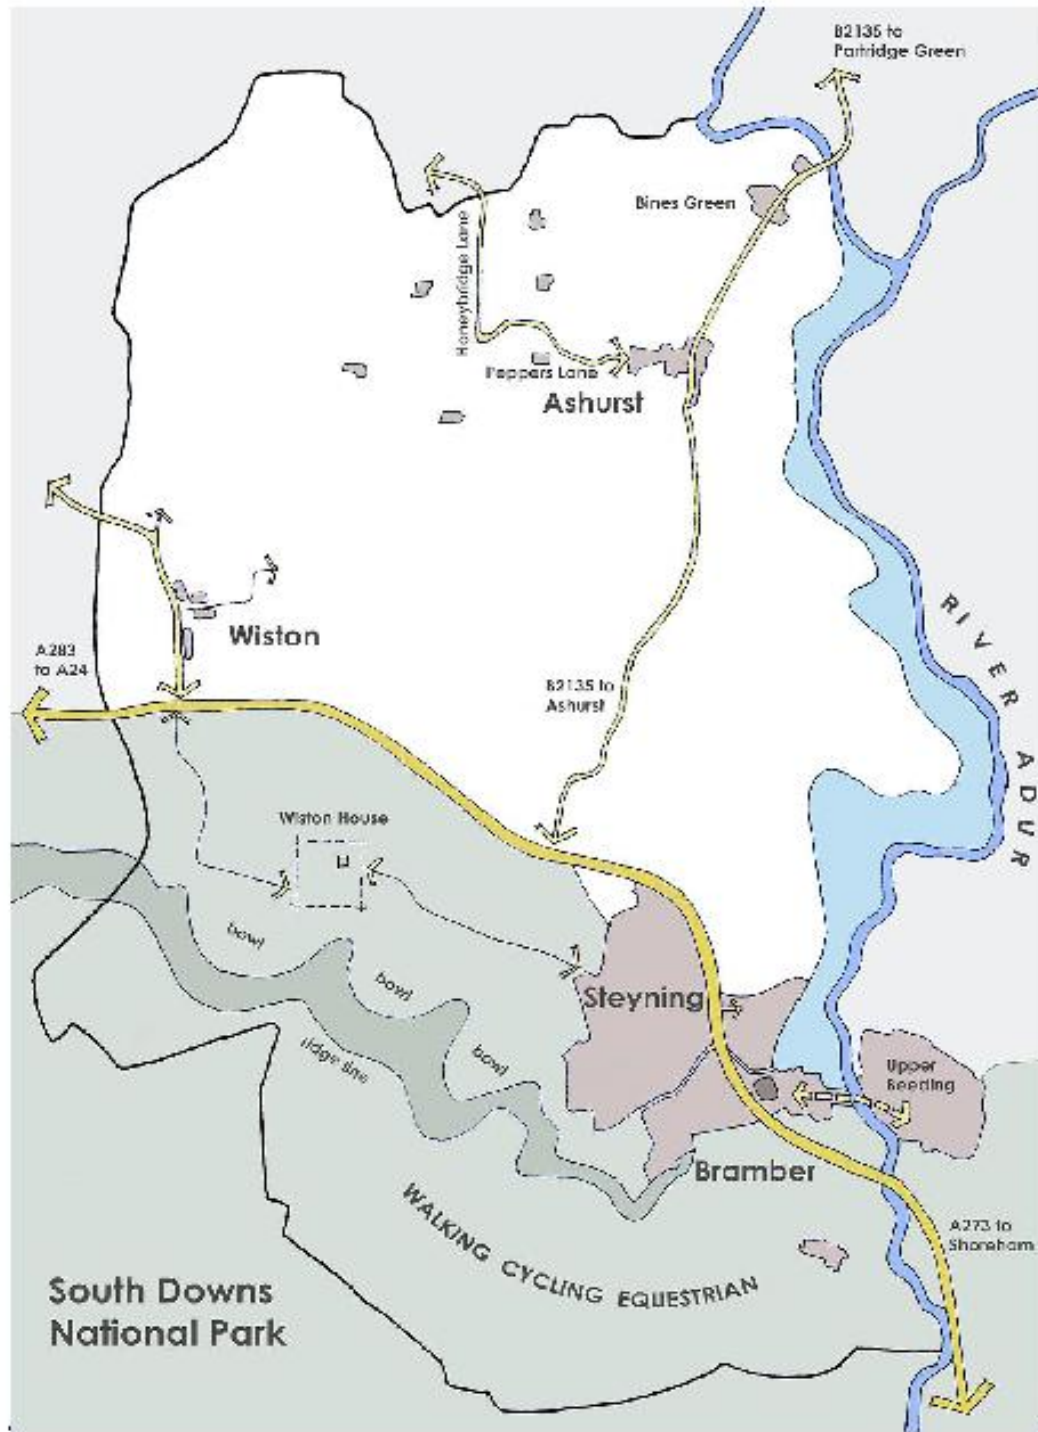 B2135 to
Partridge Green
Bines Green
Honeybridge Lane
Peppers Lane
Ashurst
Wiston
A283
to A24
B2135 to
Ashurst
RIVER ADUR
Wiston House
bowl
bowl
bowl
ridge line
Steyning
Upper
Beeding
Bramber
A273 to
Shoreham
WALKING CYCLING EQUESTRIAN
South Downs
National Park